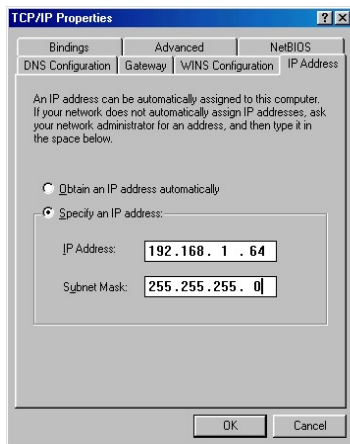 TCP/IP Properties
Bindings Advanced NetBIOS
DNS Configuration Gateway WINS Configuration IP Address
An IP address can be automatically assigned to this computer.
If your network does not automatically assign IP addresses, ask
your network administrator for an address, and then type it in
the space below.
Obtain an IP address automatically
Specify an IP address:
IP Address: 192.168. 1 .64
Subnet Mask: 255.255.255. 0
OK Cancel